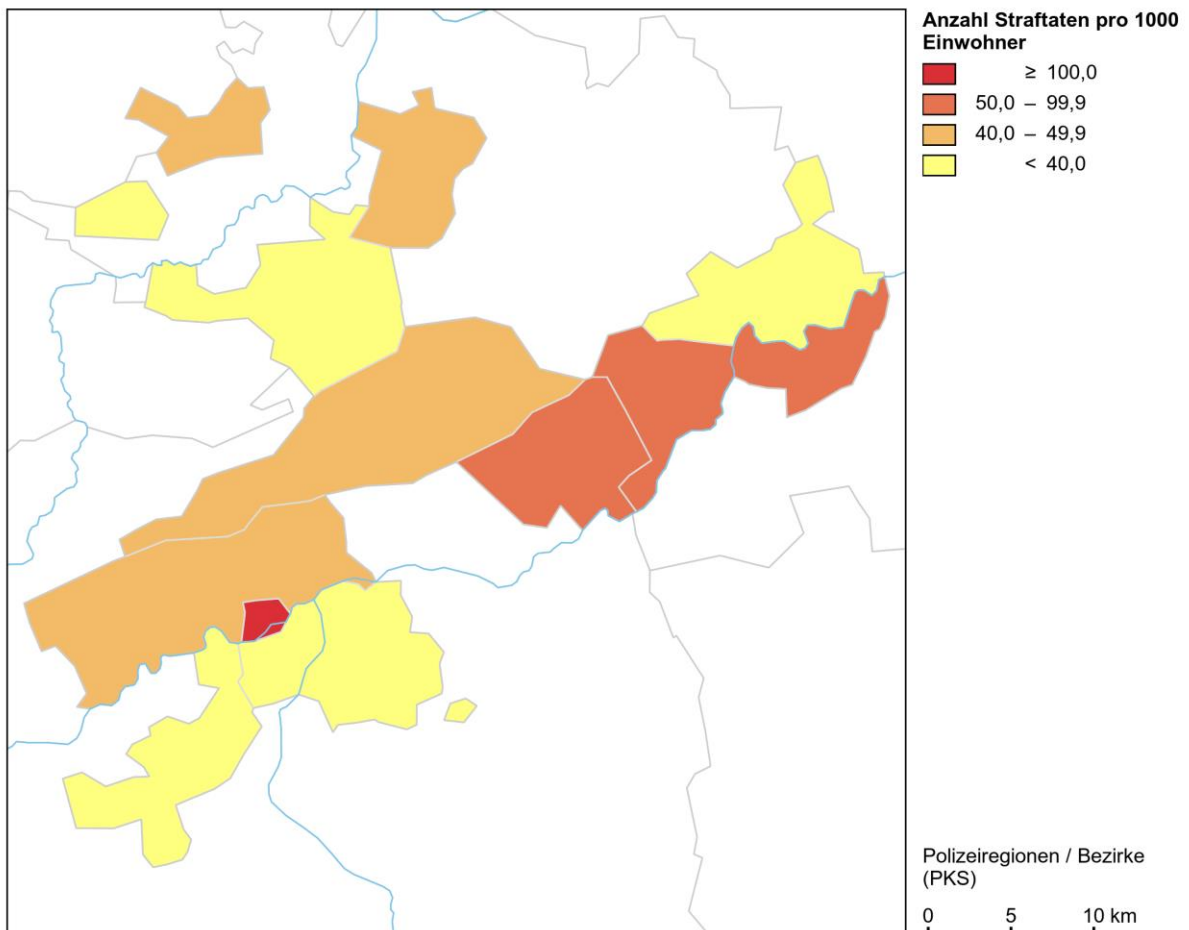 Anzahl Straftaten pro 1000
Einwohner
≥ 100,0
50,0 – 99,9
40,0 – 49,9
< 40,0
Polizeiregionen / Bezirke
(PKS)
0 5 10 km